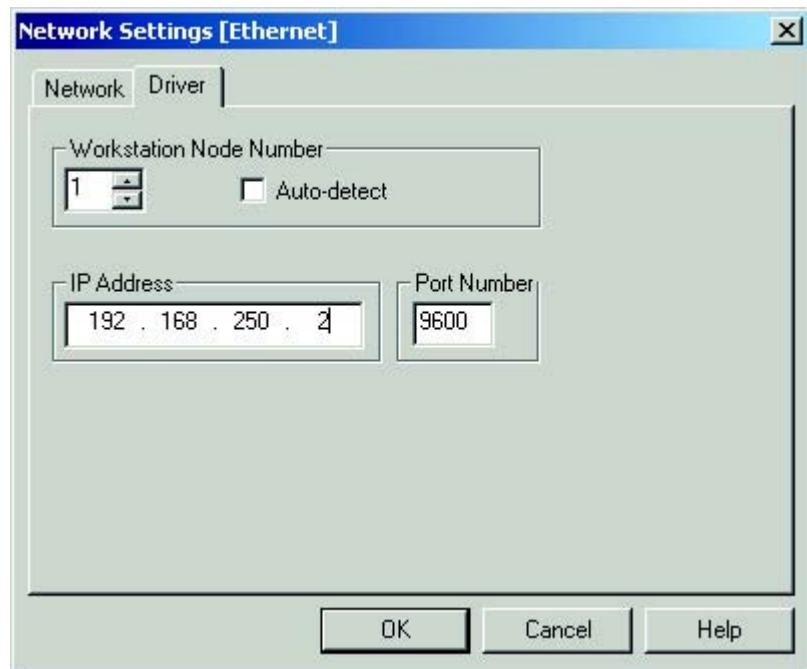 Network Settings [Ethernet]
Network Driver
Workstation Node Number
1 Auto-detect
IP Address Port Number
192 . 168 . 250 . 2 9600
OK Cancel Help